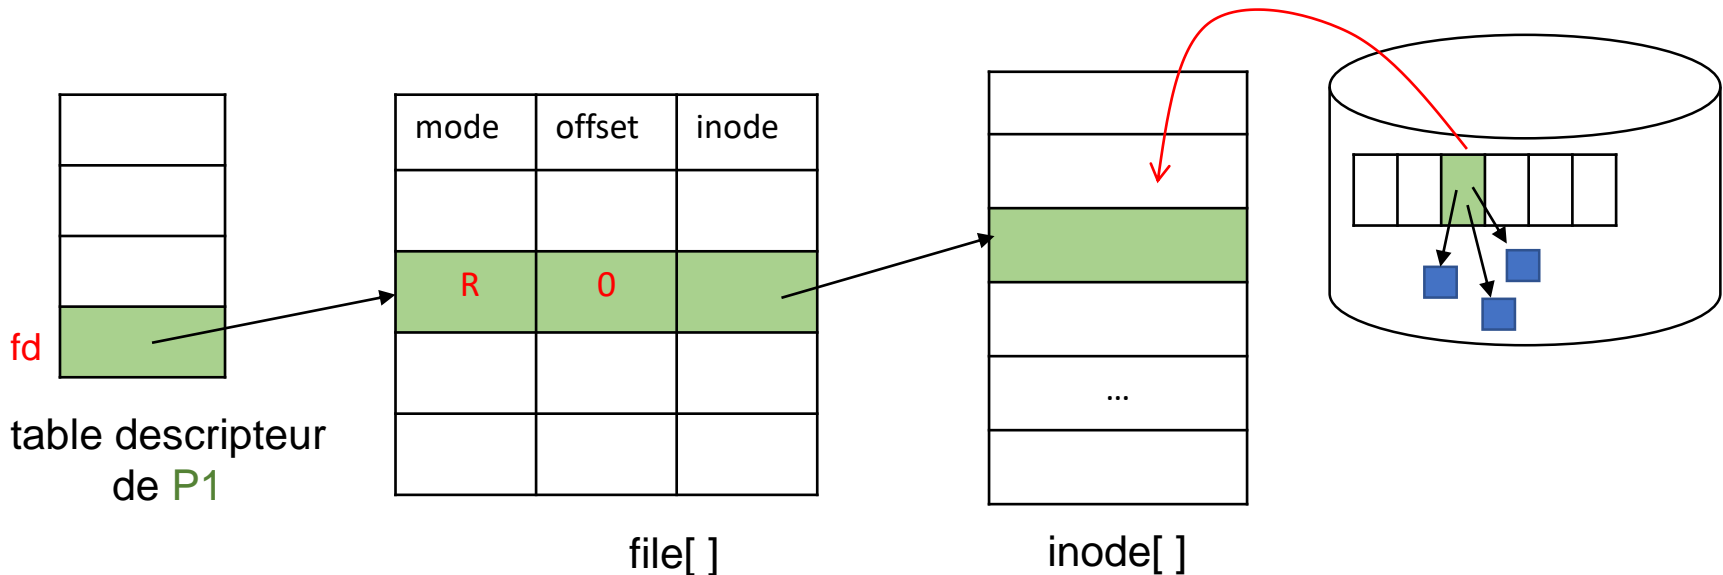 mode offset inode
R 0
fd
...
table descripteur
de P1
file[ ]
inode[ ]